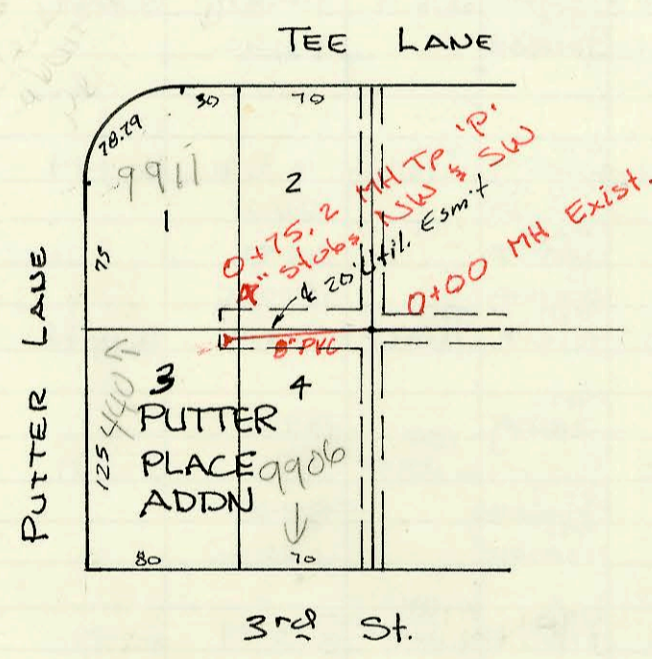 TEE LANE
30
70
78.79
9911
2
1
75
0+75.2 MH TP 'P'
4" stubs NW & SW
℄ 20' Util. Esm't
0+00 MH Exist.
8" PVC
PUTTER LANE
440
3
4
PUTTER
PLACE
ADDN
9906
125
80
70
3rd St.